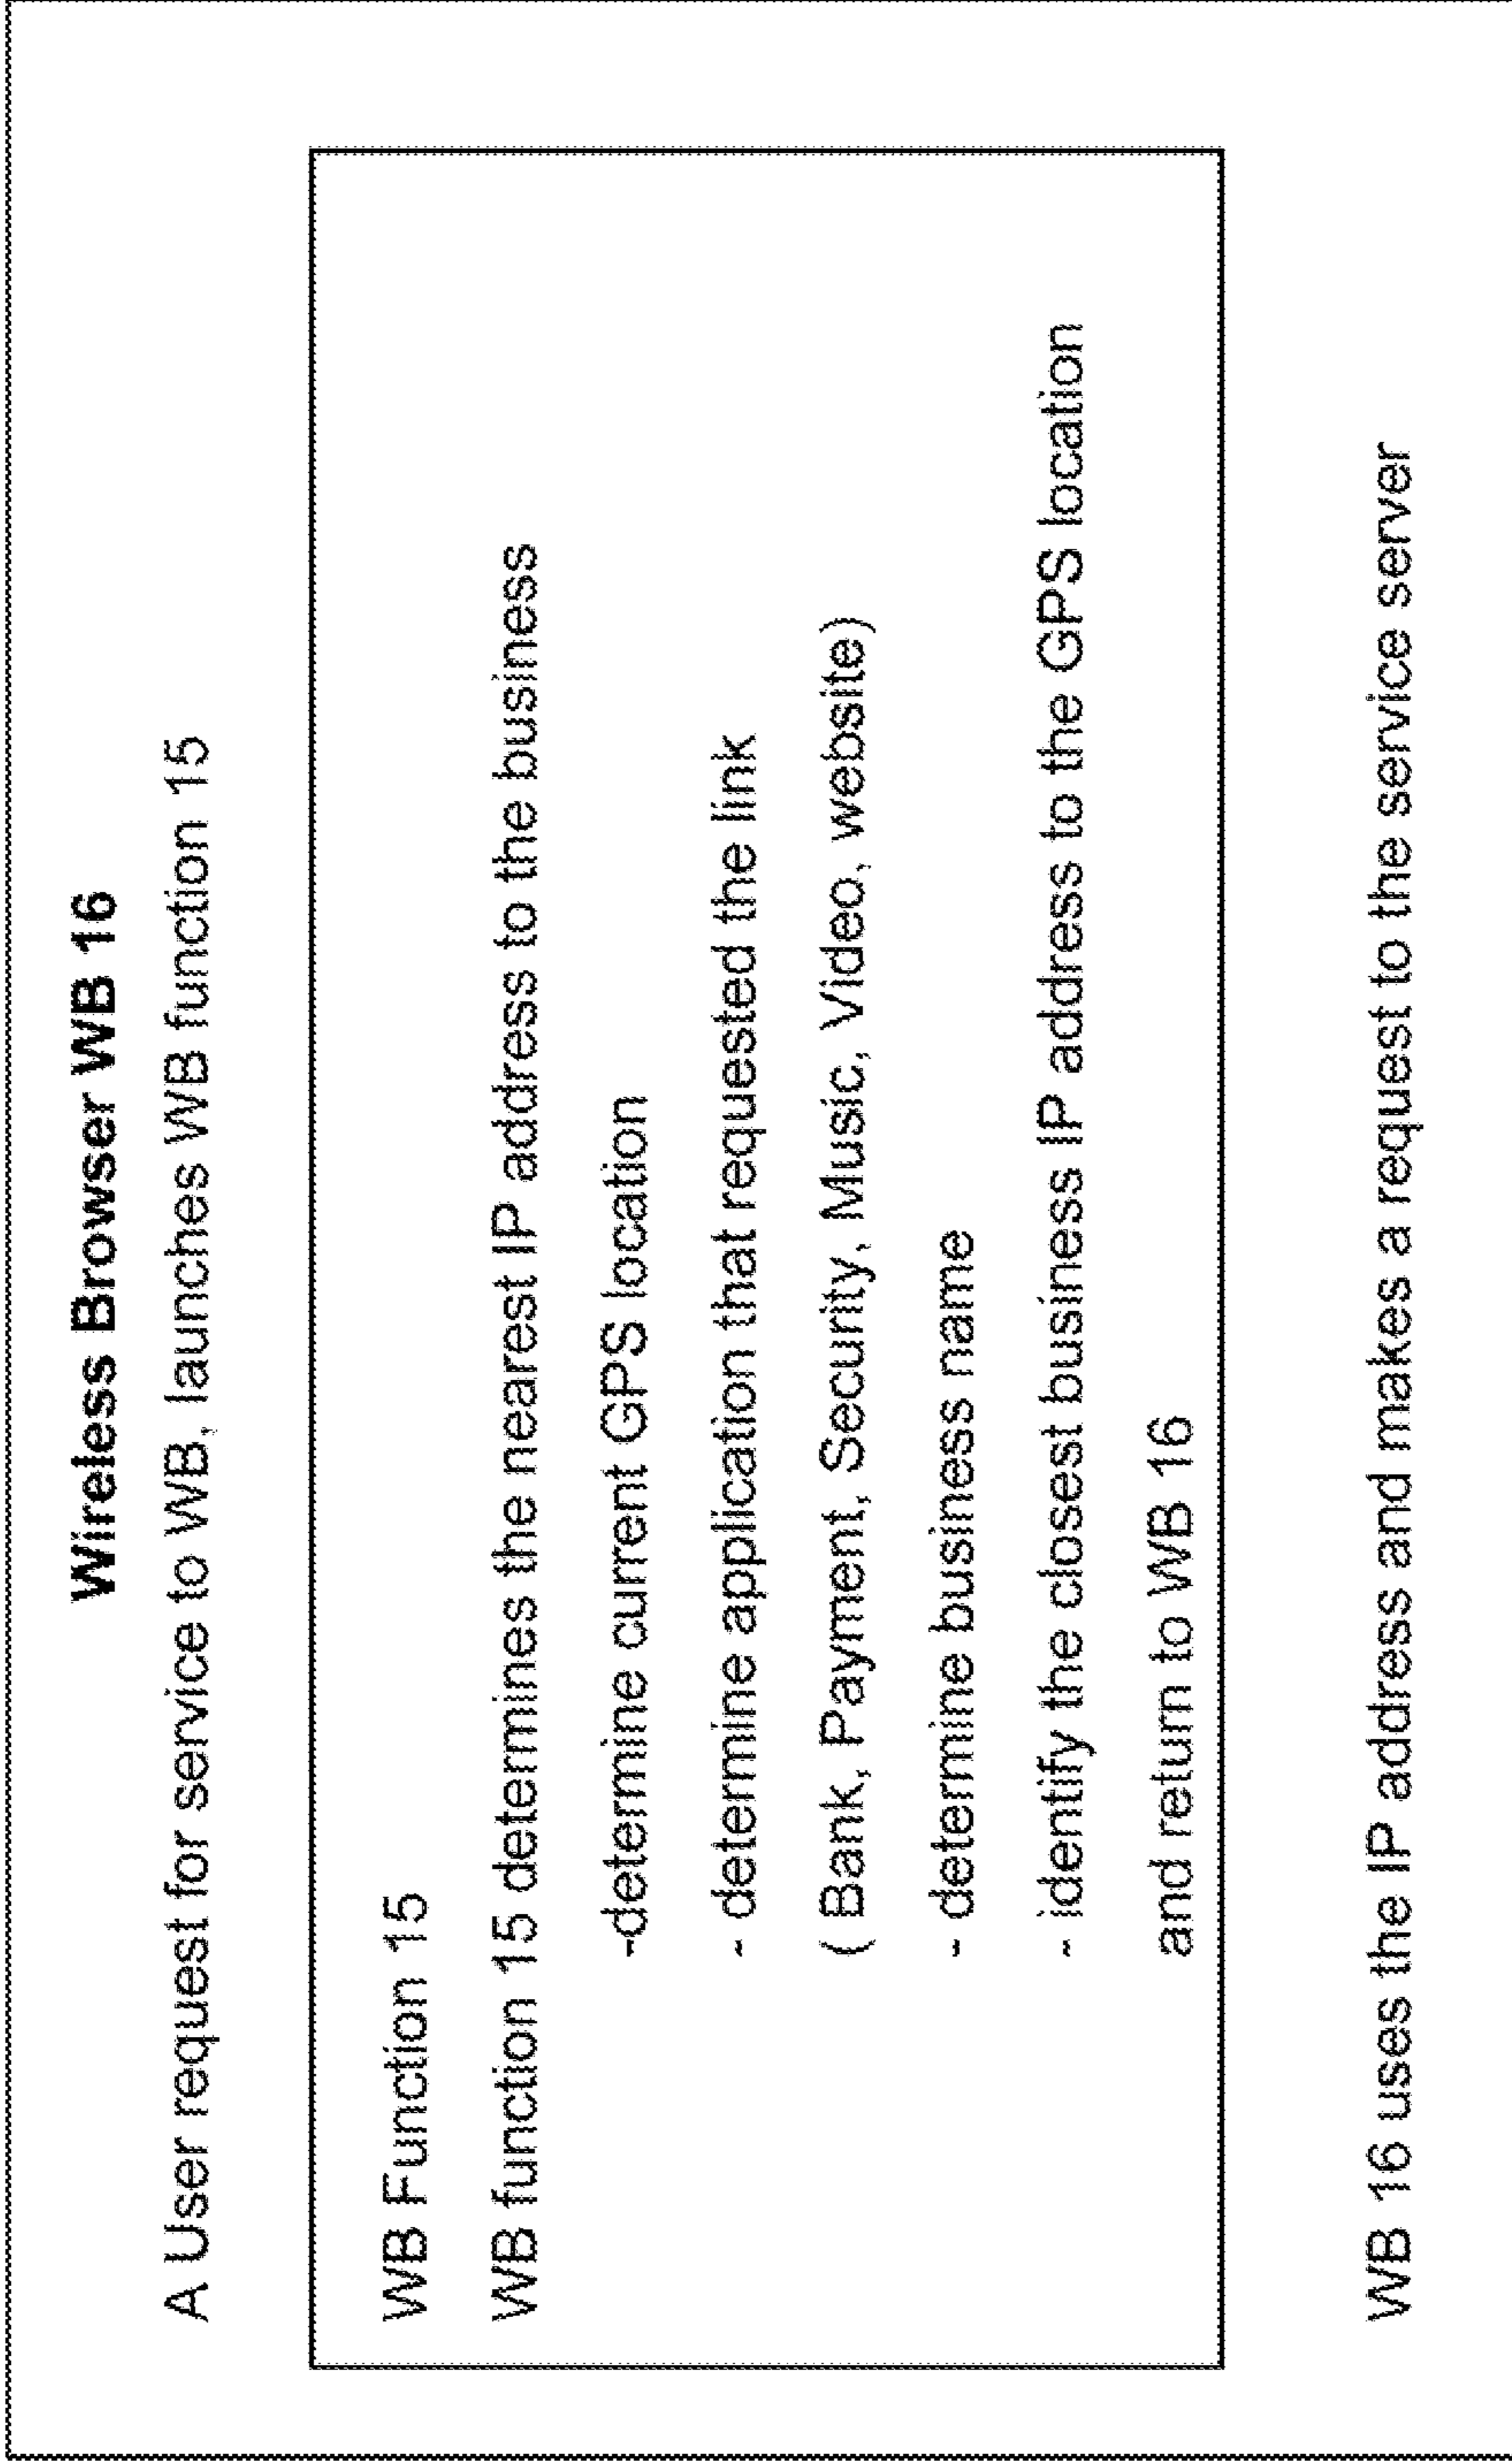 Wireless Browser WB 16
A User request for service to WB, launches WB function 15
WB Function 15
WB function 15 determines the nearest IP address to the business
-determine current GPS location
- determine application that requested the link
( Bank, Payment, Security, Music, Video, website)
- determine business name
- identify the closest business IP address to the GPS location
and return to WB 16
WB 16 uses the IP address and makes a request to the service server